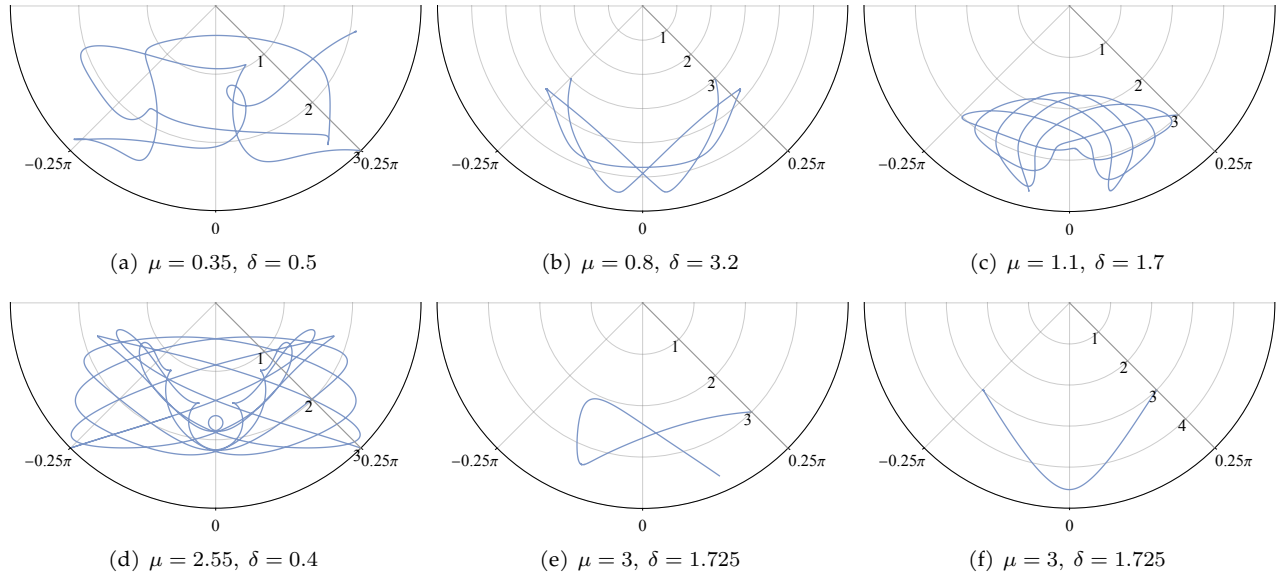 1
2
3
−0.25π
0.25π
0
(a) μ = 0.35, δ = 0.5
1
2
3
−0.25π
0.25π
0
(b) μ = 0.8, δ = 3.2
1
2
3
−0.25π
0.25π
0
(c) μ = 1.1, δ = 1.7
1
2
3
−0.25π
0.25π
0
(d) μ = 2.55, δ = 0.4
1
2
3
−0.25π
0.25π
0
(e) μ = 3, δ = 1.725
1
2
3
4
−0.25π
0.25π
0
(f) μ = 3, δ = 1.725